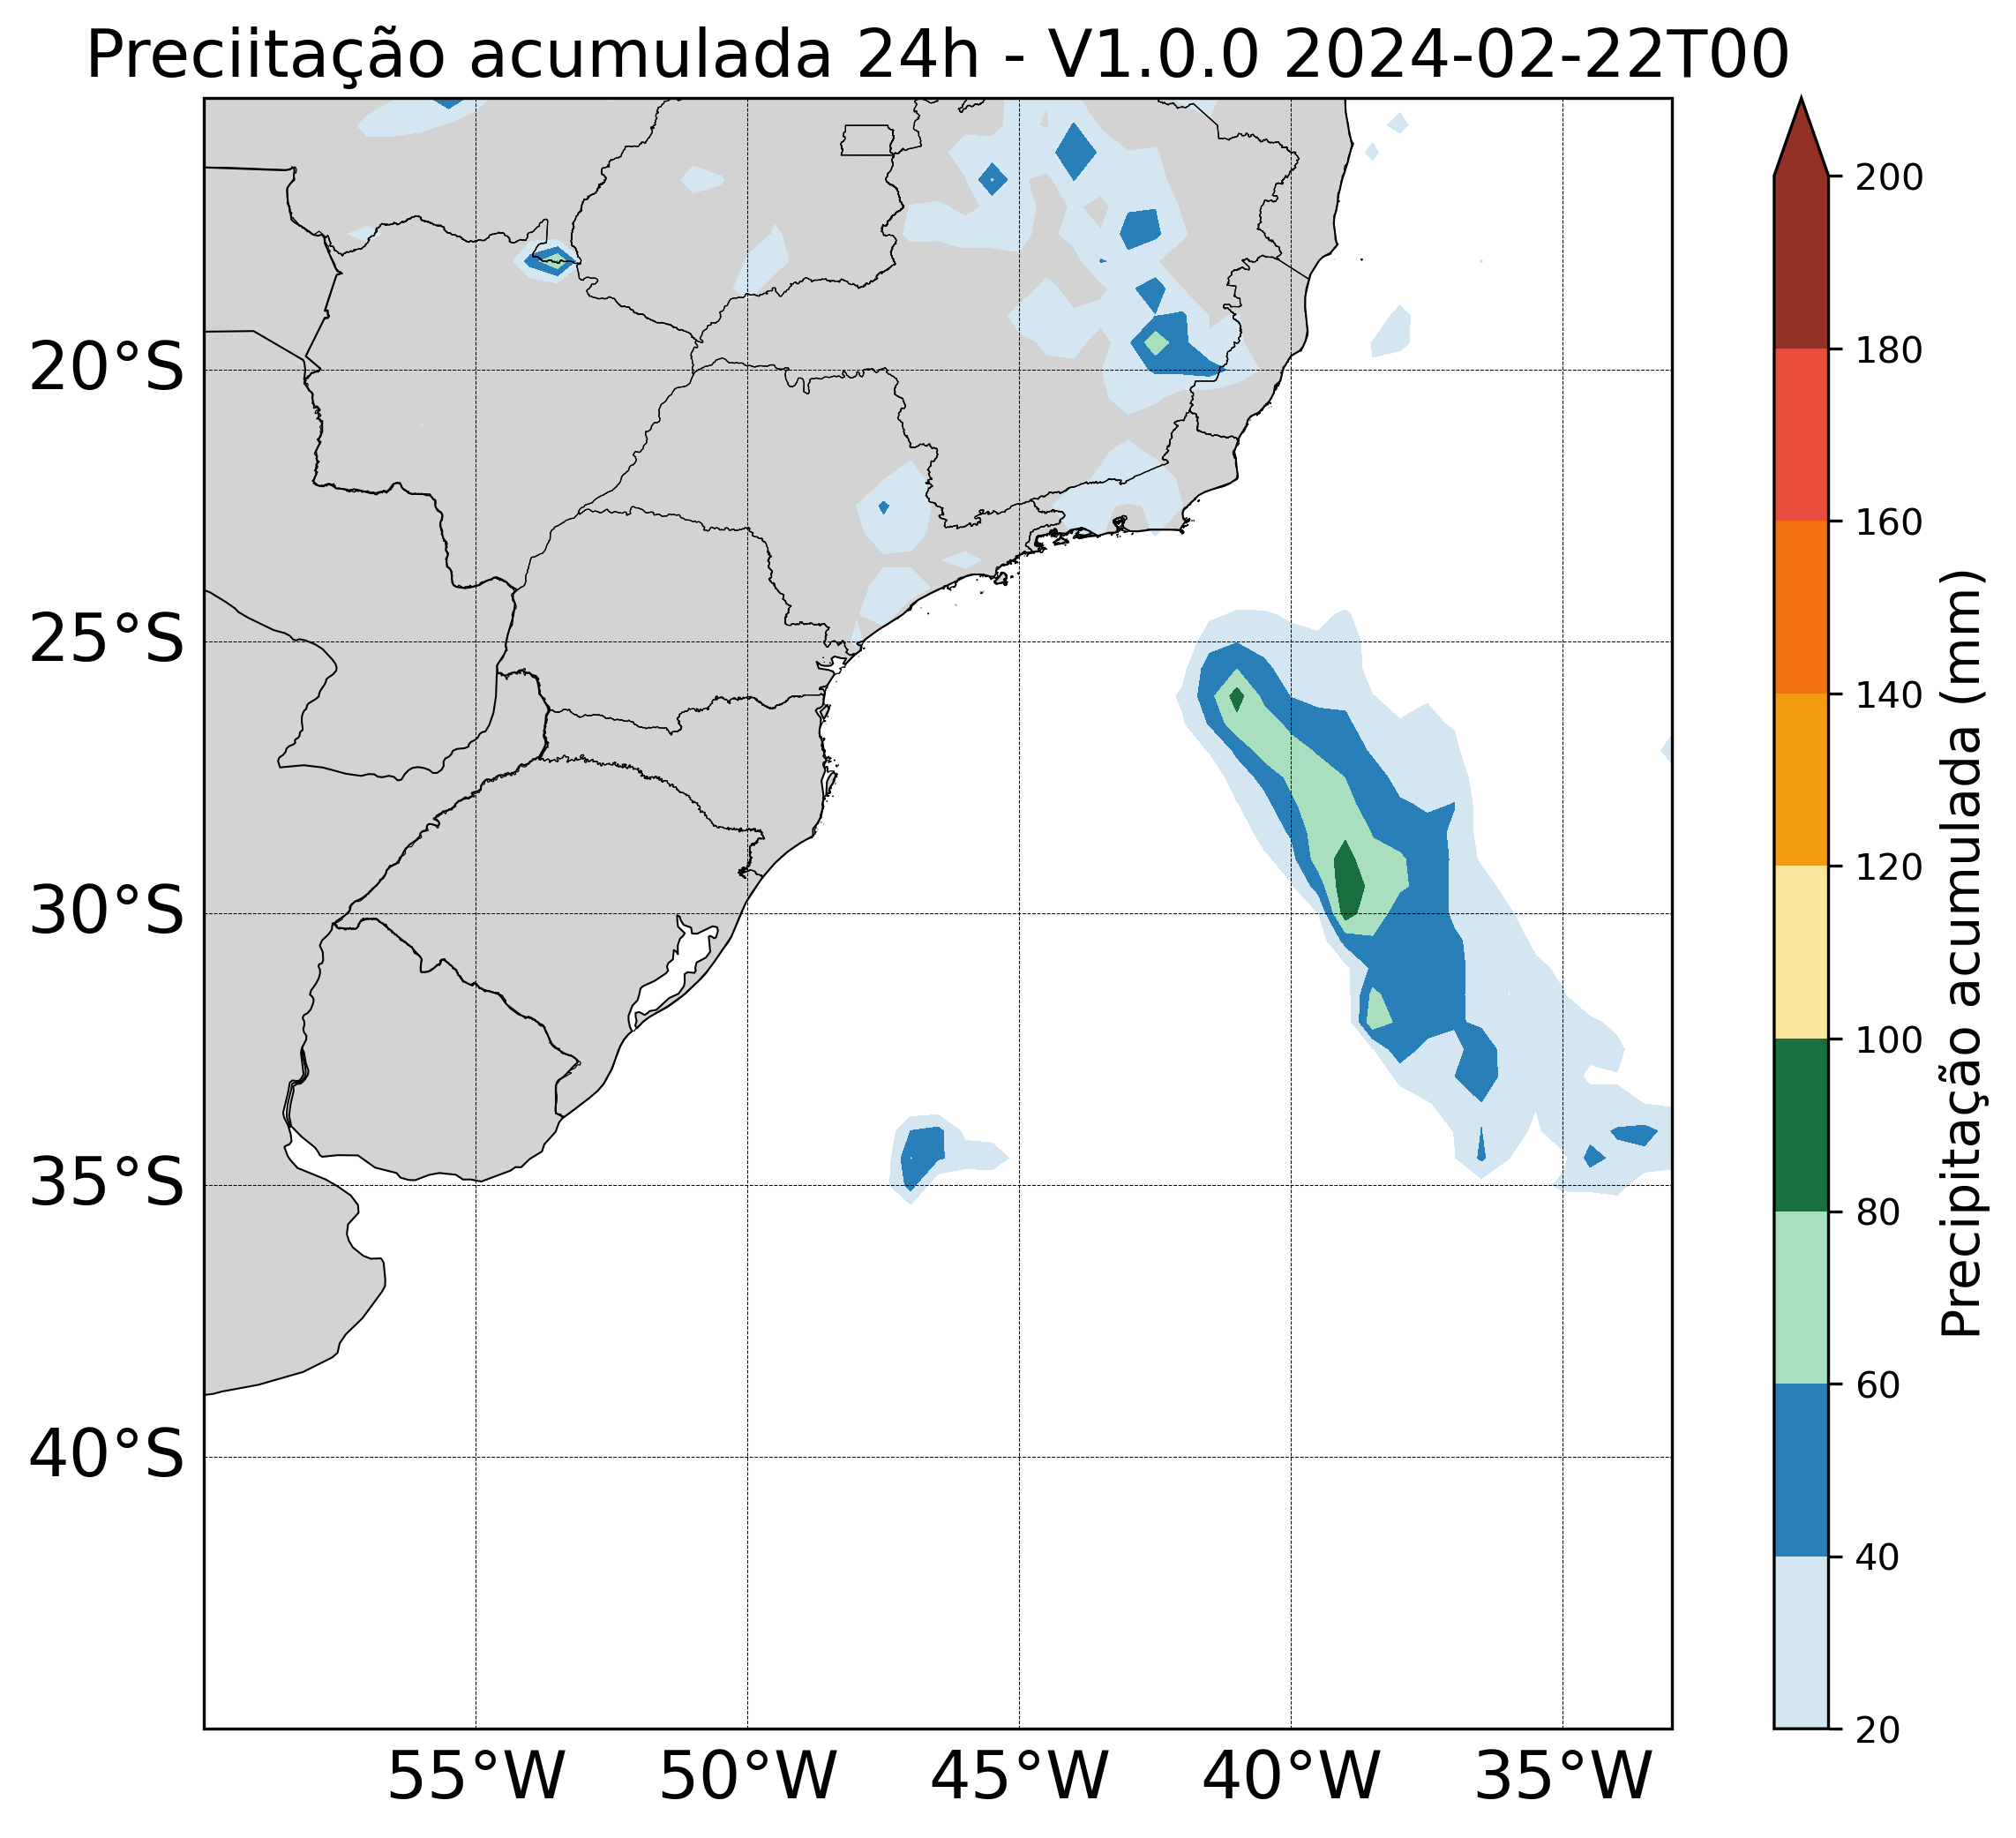 Preciitação acumulada 24h - V1.0.0 2024-02-22T00
20°S
25°S
30°S
35°S
40°S
55°W
50°W
45°W
40°W
35°W
200
180
160
140
120
100
80
60
40
20
Precipitação acumulada (mm)